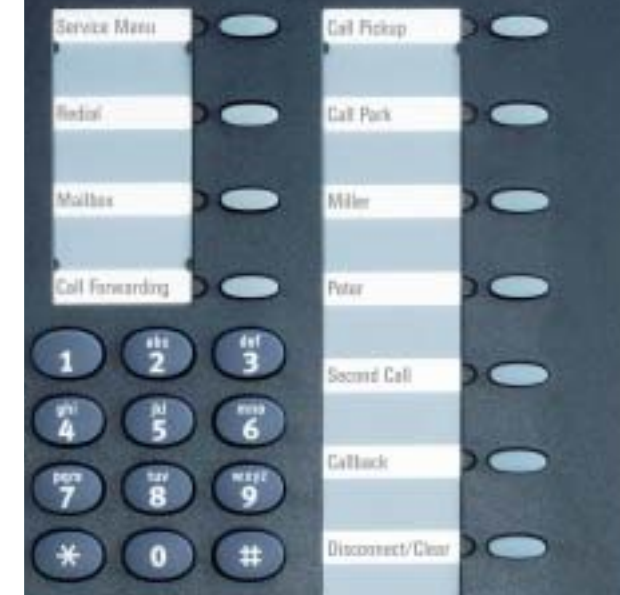 Service Menu
Redial
Mailbox
Call Forwarding
Call Pickup
Call Park
Miller
Peter
Second Call
Callback
Disconnect/Clear
1
abc
2
def
3
ghi
4
jkl
5
mno
6
pqrs
7
tuv
8
wxyz
9
*
0
#